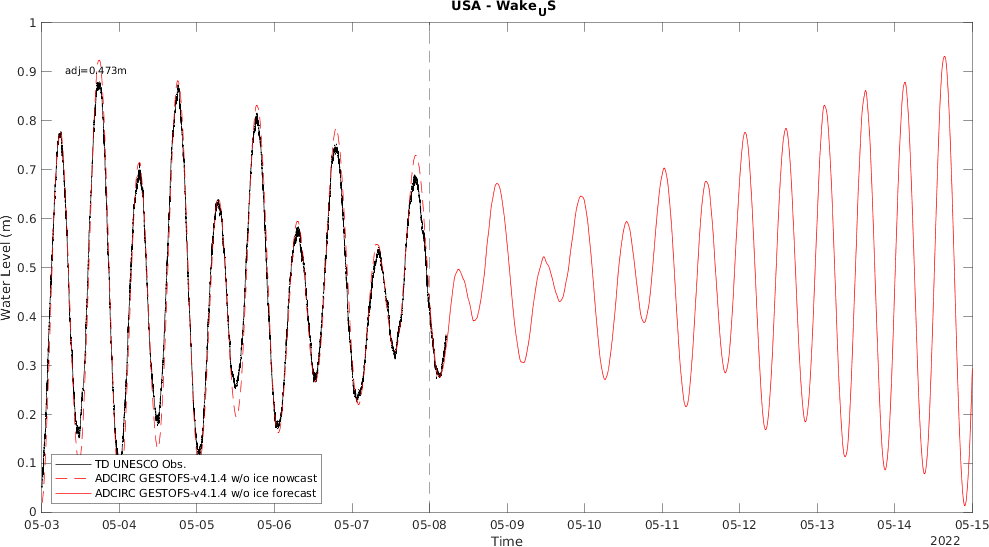 USA - Wake_US
1
0.9
0.8
0.7
0.6
0.5
0.4
0.3
0.2
0.1
0
Water Level (m)
adj=0.473m
TD UNESCO Obs.
ADCIRC GESTOFS-v4.1.4 w/o ice nowcast
ADCIRC GESTOFS-v4.1.4 w/o ice forecast
05-03 05-04 05-05 05-06 05-07 05-08 05-09 05-10 05-11 05-12 05-13 05-14 05-15
Time
2022